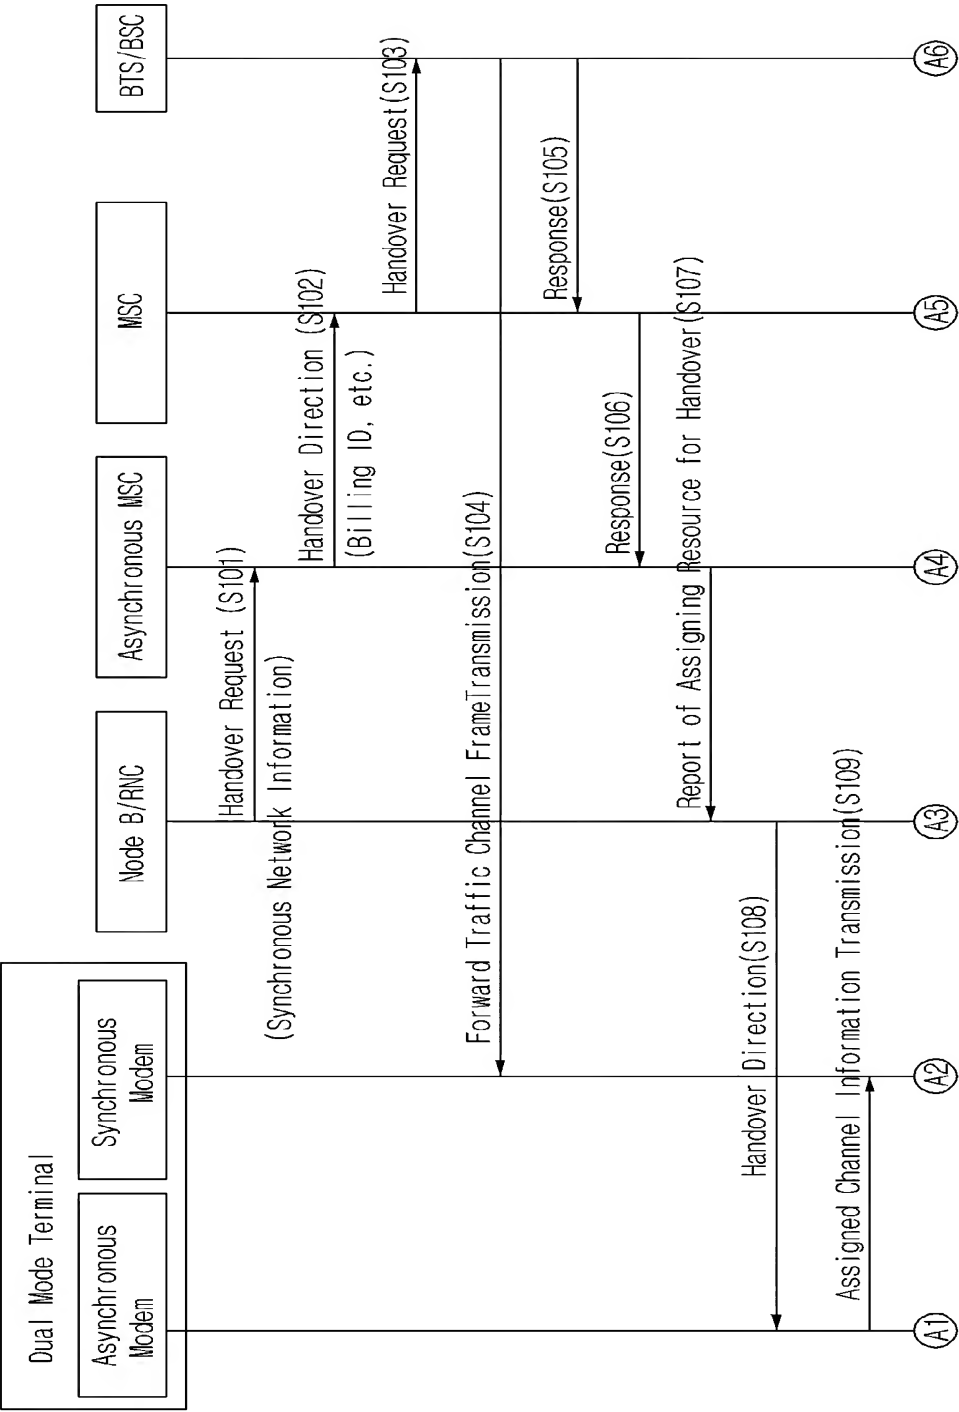 Dual Mode Terminal
Asynchronous
Modem
Synchronous
Modem
Node B/RNC
Asynchronous MSC
MSC
BTS/BSC
Handover Request (S101)
(Synchronous Network Information)
Handover Direction (S102)
(Billing ID, etc.)
Handover Request(S103)
Forward Traffic Channel FrameTransmission(S104)
Response(S105)
Response(S106)
Report of Assigning Resource for Handover(S107)
Handover Direction(S108)
Assigned Channel Information Transmission(S109)
A1
A2
A3
A4
A5
A6